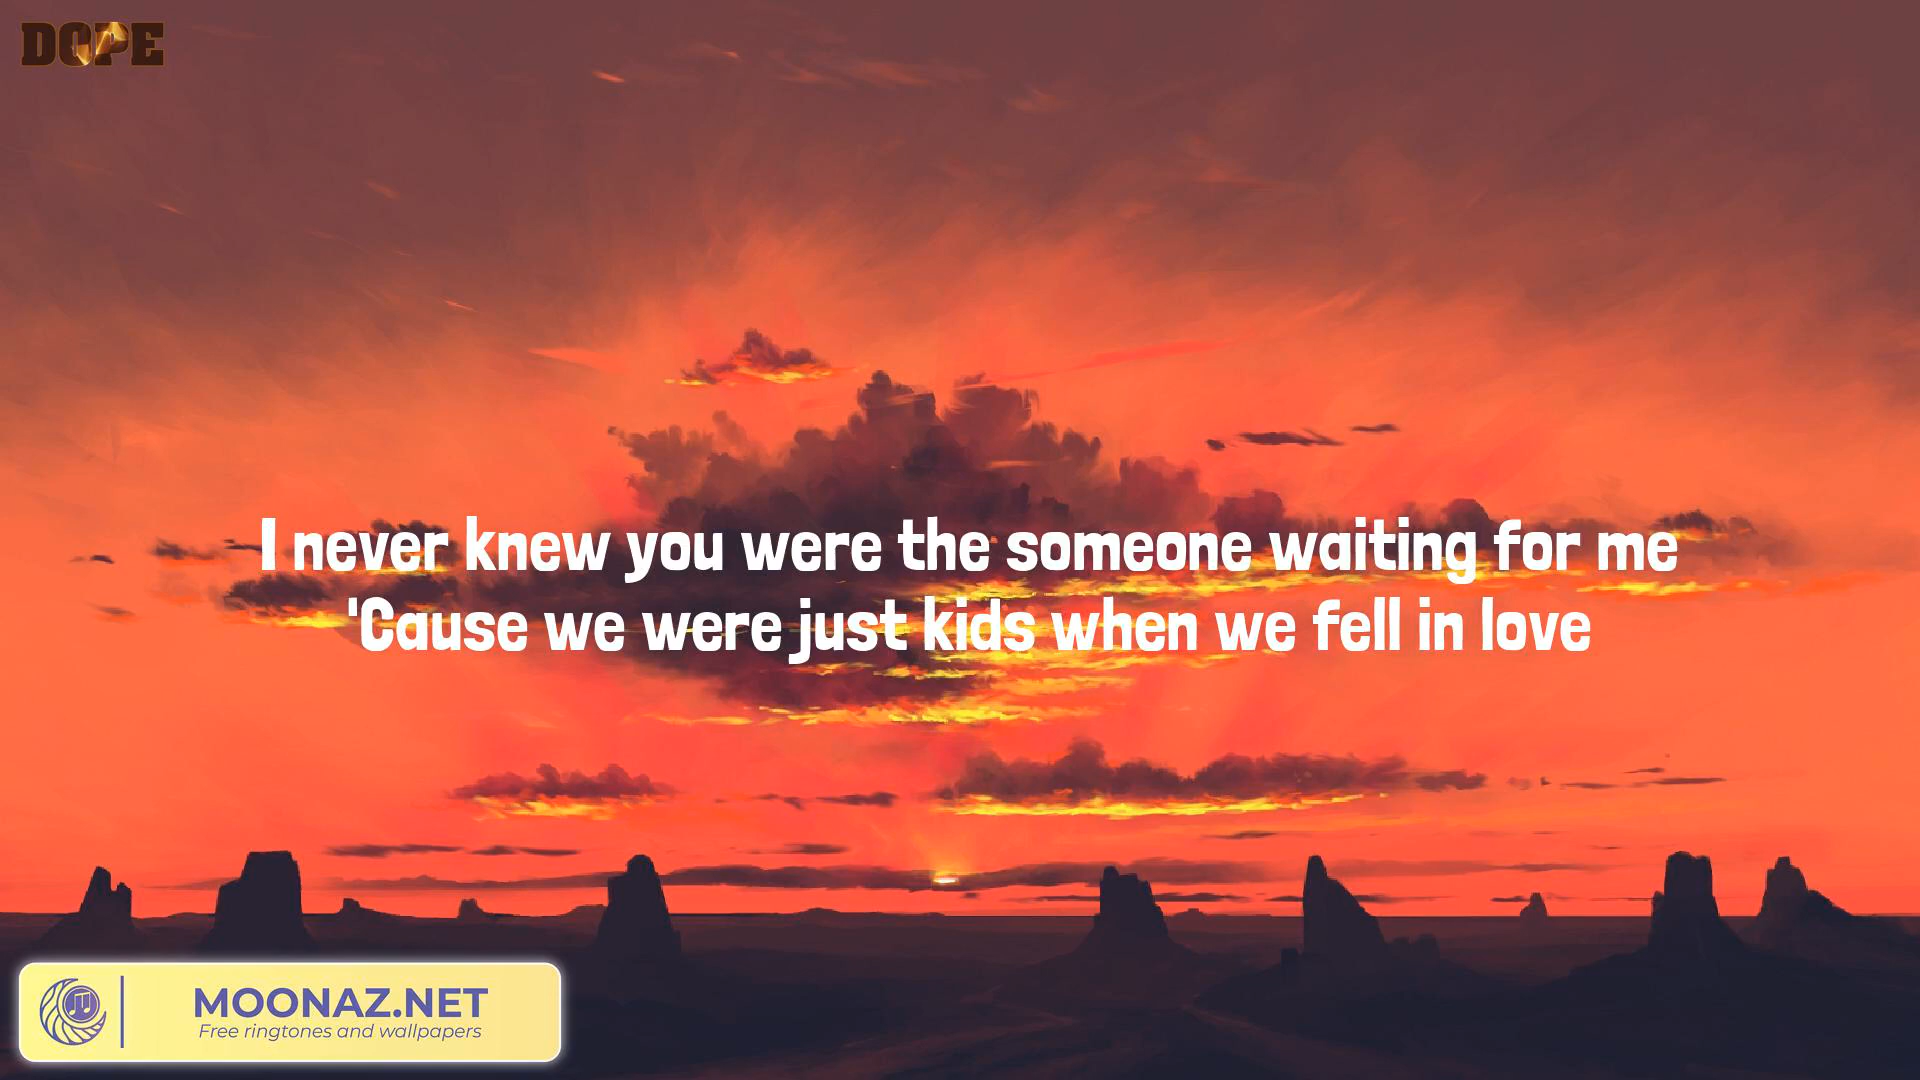 DOPE
I never knew you were the someone waiting for me
'Cause we were just kids when we fell in love
MOONAZ.NET
Free ringtones and wallpapers